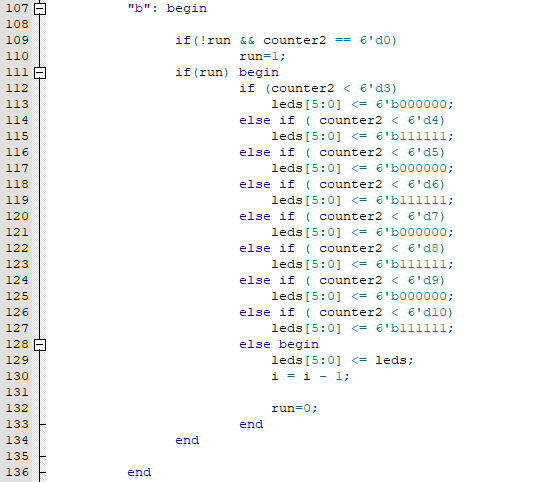 107 "b": begin
108
109 if(!run && counter2 == 6'd0)
110 run=1;
111 if(run) begin
112 if (counter2 < 6'd3)
113 leds[5:0] <= 6'b000000;
114 else if ( counter2 < 6'd4)
115 leds[5:0] <= 6'b111111;
116 else if ( counter2 < 6'd5)
117 leds[5:0] <= 6'b000000;
118 else if ( counter2 < 6'd6)
119 leds[5:0] <= 6'b111111;
120 else if ( counter2 < 6'd7)
121 leds[5:0] <= 6'b000000;
122 else if ( counter2 < 6'd8)
123 leds[5:0] <= 6'b111111;
124 else if ( counter2 < 6'd9)
125 leds[5:0] <= 6'b000000;
126 else if ( counter2 < 6'd10)
127 leds[5:0] <= 6'b111111;
128 else begin
129 leds[5:0] <= leds;
130 i = i - 1;
131
132 run=0;
133 end
134 end
135
136 end